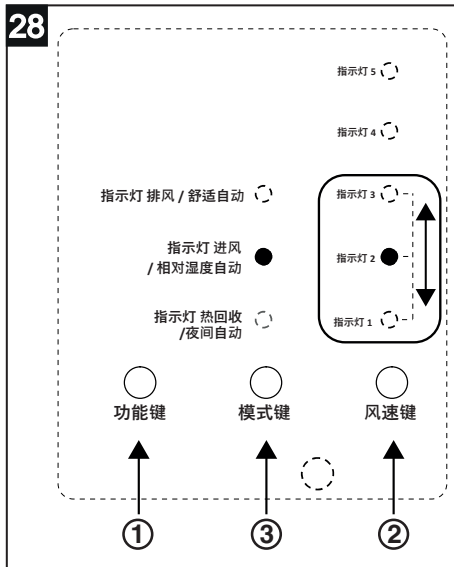 28
指示灯 5
指示灯 4
指示灯 排风 / 舒适自动
指示灯 3
指示灯 进风
/ 相对湿度自动
指示灯 2
指示灯 热回收
/夜间自动
指示灯 1
功能键
模式键
风速键
①
③
②